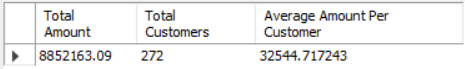 Total Amount Total Customers Average Amount Per Customer
8852163.09 272 32544.717243